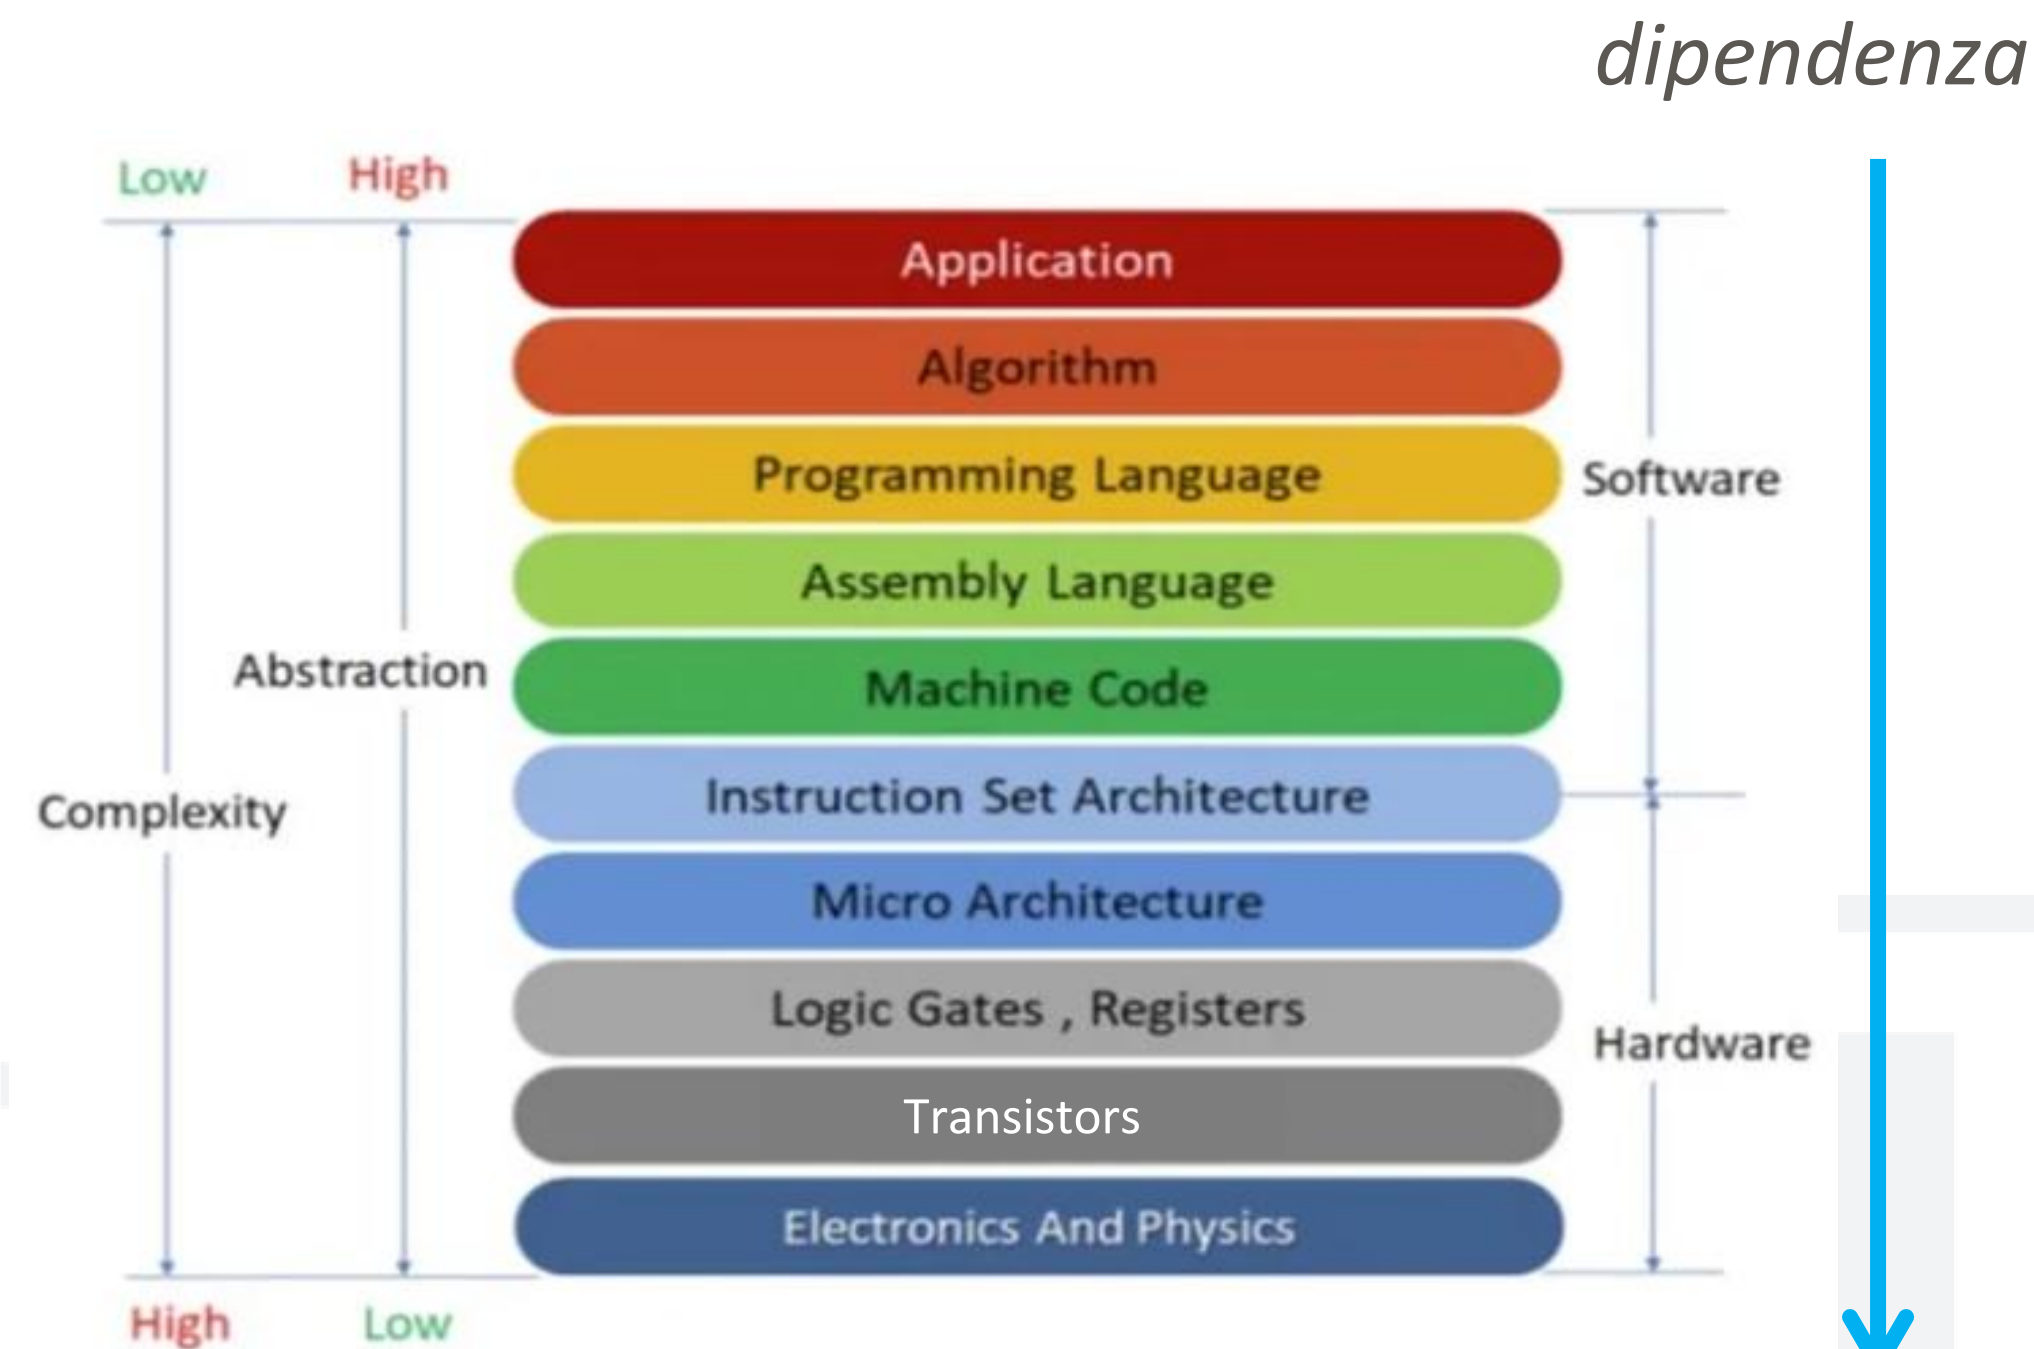 dipendenza
Low
High
Application
Algorithm
Programming Language
Software
Assembly Language
Abstraction
Machine Code
Complexity
Instruction Set Architecture
Micro Architecture
Logic Gates , Registers
Hardware
Transistors
Electronics And Physics
High
Low